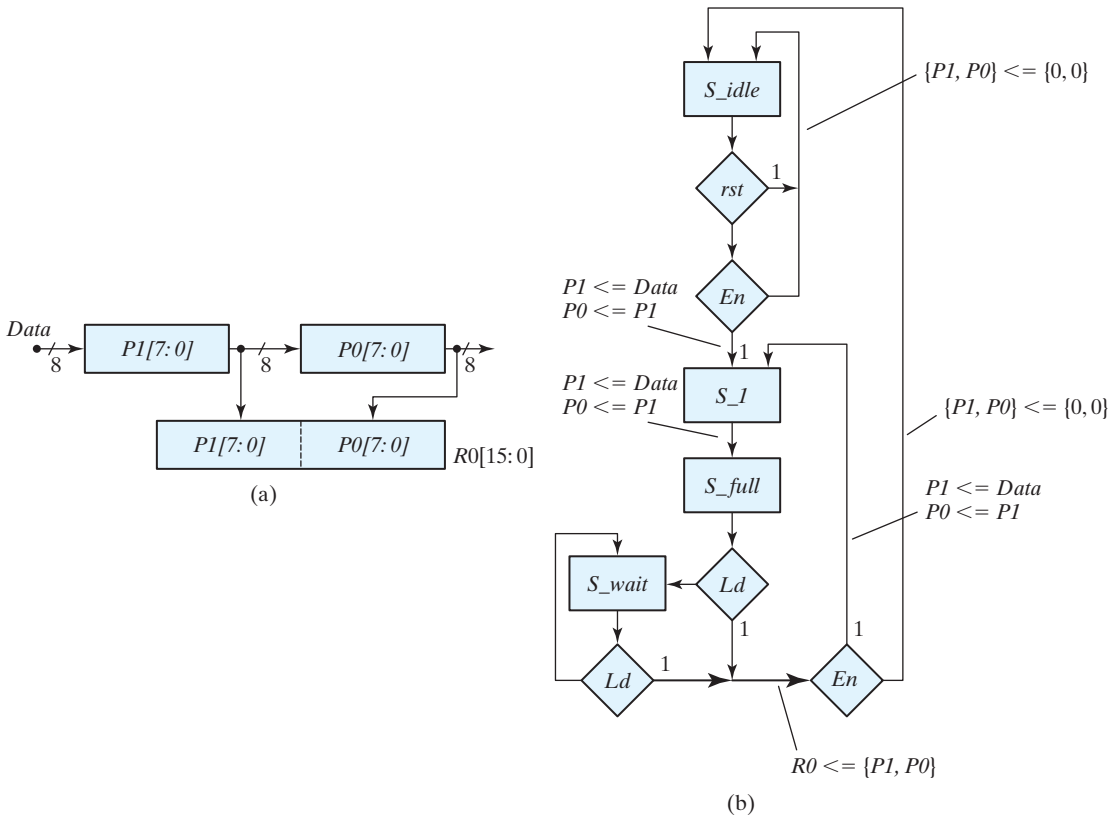 Data
8
P1[7:0]
8
P0[7:0]
8
P1[7:0]
P0[7:0]
R0[15:0]
(a)
S_idle
{P1, P0} <= {0, 0}
rst
1
En
P1 <= Data
P0 <= P1
1
S_1
P1 <= Data
P0 <= P1
{P1, P0} <= {0, 0}
S_full
P1 <= Data
P0 <= P1
S_wait
Ld
1
Ld
1
En
1
R0 <= {P1, P0}
(b)